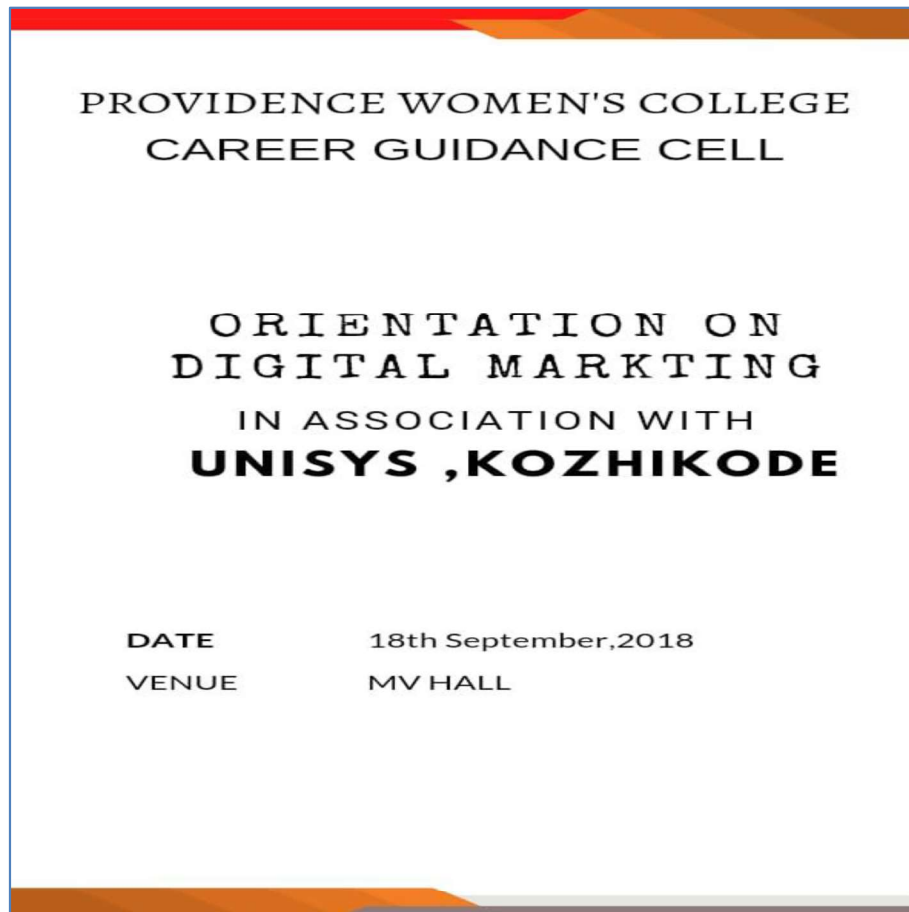 PROVIDENCE WOMEN'S COLLEGE
CAREER GUIDANCE CELL
ORIENTATION ON
DIGITAL MARKTING
IN ASSOCIATION WITH
UNISYS ,KOZHIKODE
DATE 18th September,2018
VENUE MV HALL